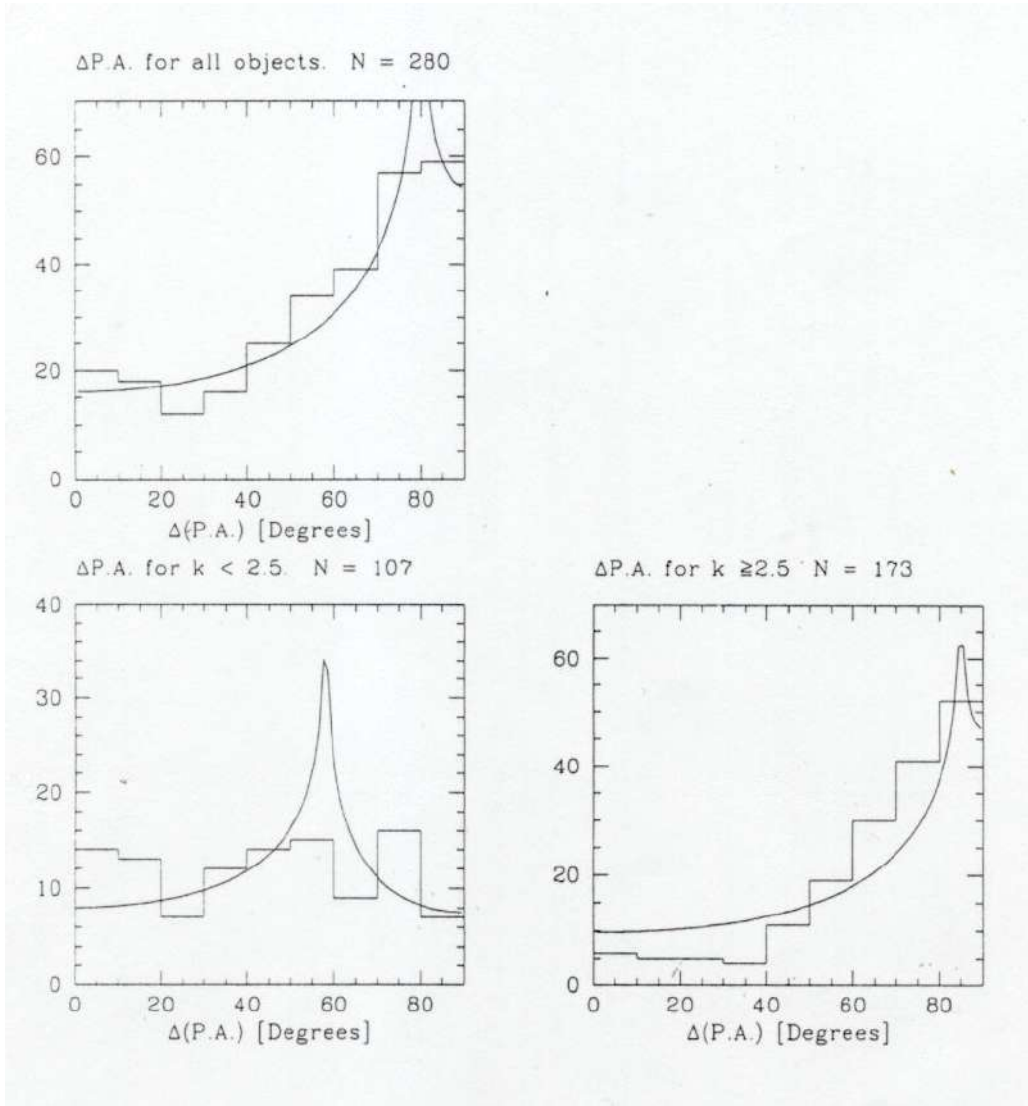 ΔP.A. for all objects. N = 280
60
40
20
0
0 20 40 60 80
Δ(P.A.) [Degrees]
ΔP.A. for k < 2.5. N = 107
40
30
20
10
0
0 20 40 60 80
Δ(P.A.) [Degrees]
ΔP.A. for k ≧2.5 N = 173
60
40
20
0
0 20 40 60 80
Δ(P.A.) [Degrees]